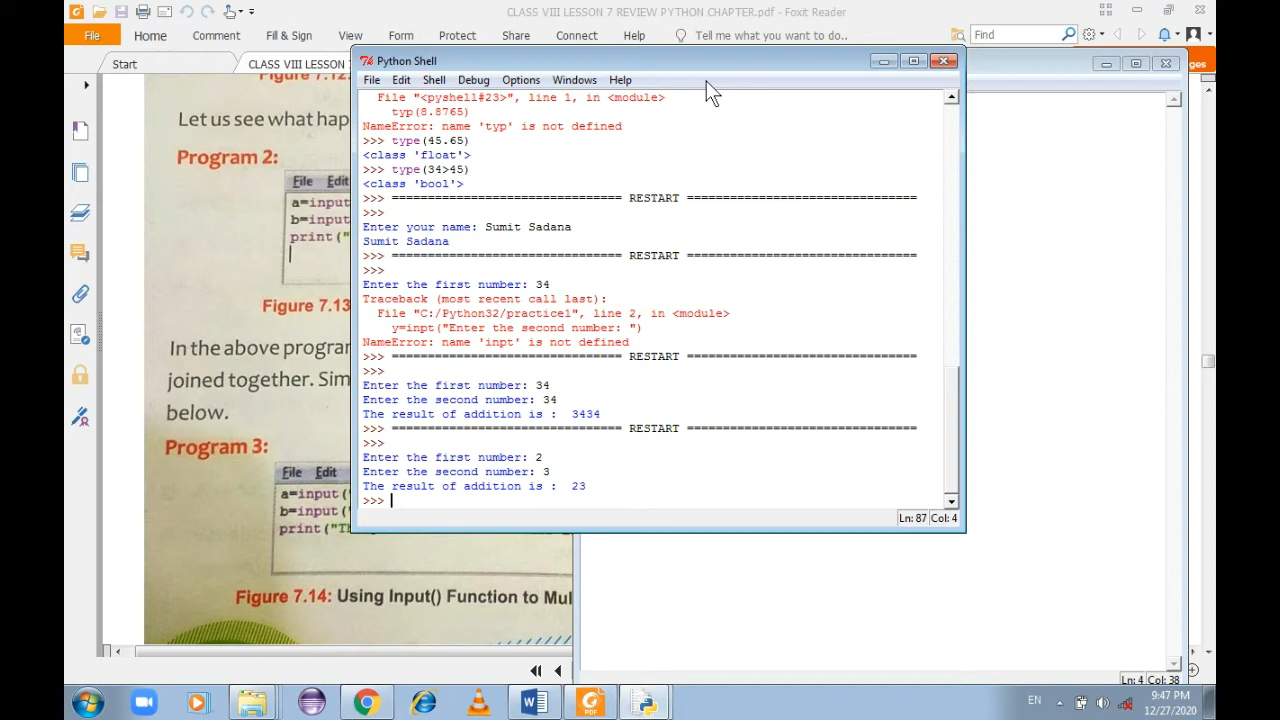 CLASS VIII LESSON 7 REVIEW PYTHON CHAPTER.pdf - Foxit Reader
File Home Comment Fill & Sign View Form Protect Share Connect Help Tell me what you want to do.. Find
Start CLASS VIII LESSON
ges
Python Shell
File Edit Shell Debug Options Windows Help
File "<pyshell#23>", line 1, in <module>
typ(8.8765)
NameError: name 'typ' is not defined
>>> type(45.65)
<class 'float'>
>>> type(34>45)
<class 'bool'>
>>> ================================ RESTART ================================
>>>
Enter your name: Sumit Sadana
Sumit Sadana
>>> ================================ RESTART ================================
>>>
Enter the first number: 34
Traceback (most recent call last):
File "C:/Python32/practice1", line 2, in <module>
y=inpt("Enter the second number: ")
NameError: name 'inpt' is not defined
>>> ================================ RESTART ================================
>>>
Enter the first number: 34
Enter the second number: 34
The result of addition is :  3434
>>> ================================ RESTART ================================
>>>
Enter the first number: 2
Enter the second number: 3
The result of addition is :  23
>>>
Ln: 87 Col: 4
Figure 7.12:
Let us see what hap
Program 2:
File Edit
a=input
b=input
print("
Figure 7.13
In the above progran
joined together. Sim
below.
Program 3:
File Edit
a=input('
b=input('
print("Th
Figure 7.14: Using Input() Function to Mul
Ln: 4 Col: 38
EN
9:47 PM
12/27/2020